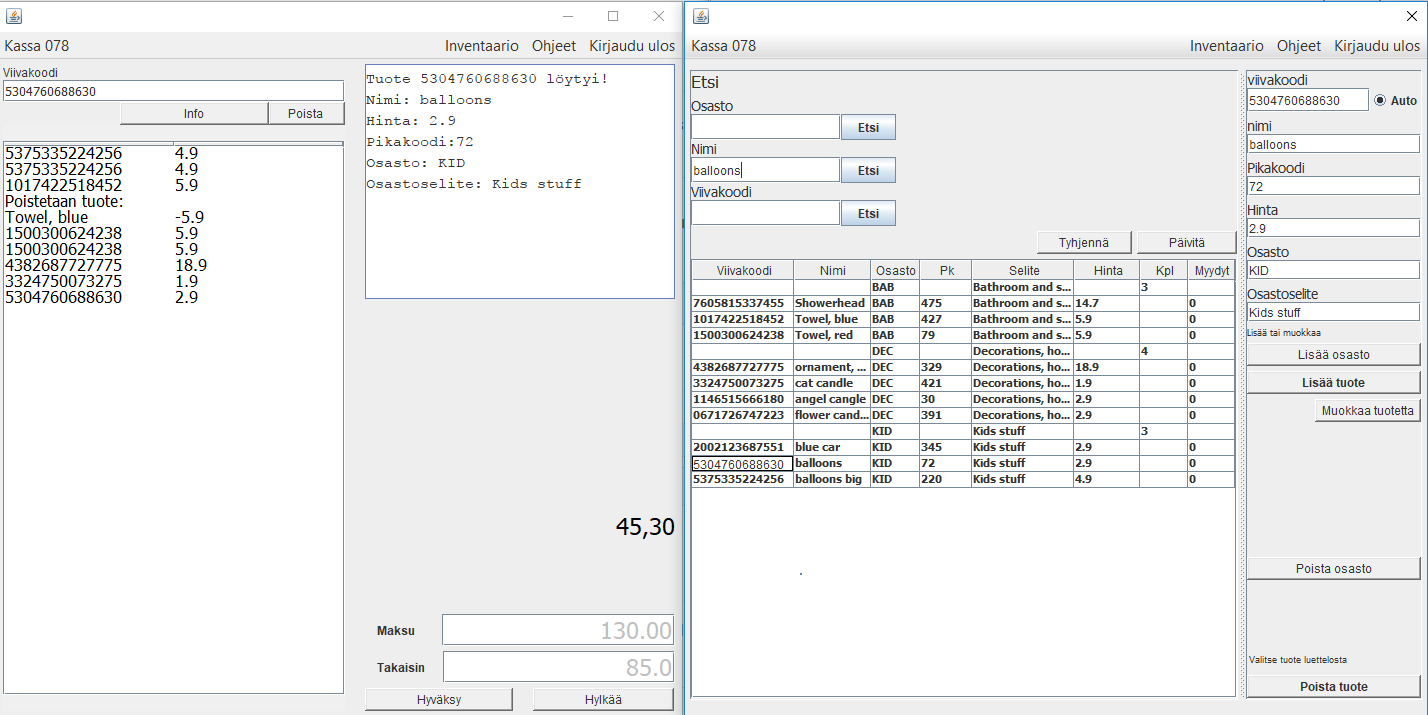 Kassa 078
Inventaario Ohjeet Kirjaudu ulos
Viivakoodi
5304760688630
Info Poista
5375335224256 4.9
5375335224256 4.9
1017422518452 5.9
Poistetaan tuote:
Towel, blue -5.9
1500300624238 5.9
1500300624238 5.9
4382687727775 18.9
3324750073275 1.9
5304760688630 2.9
Tuote 5304760688630 löytyi!
Nimi: balloons
Hinta: 2.9
Pikakoodi:72
Osasto: KID
Osastoselite: Kids stuff
45,30
Maksu 130.00
Takaisin 85.0
Hyväksy Hylkää
Kassa 078
Inventaario Ohjeet Kirjaudu ulos
Etsi
Osasto
Etsi
Nimi
balloons Etsi
Viivakoodi
Etsi
Tyhjennä Päivitä
Viivakoodi Nimi Osasto Pk Selite Hinta Kpl Myydyt
BAB Bathroom and s... 3
7605815337455 Showerhead BAB 475 Bathroom and s... 14.7 0
1017422518452 Towel, blue BAB 427 Bathroom and s... 5.9 0
1500300624238 Towel, red BAB 79 Bathroom and s... 5.9 0
DEC Decorations, ho... 4
4382687727775 ornament, ... DEC 329 Decorations, ho... 18.9 0
3324750073275 cat candle DEC 421 Decorations, ho... 1.9 0
1146515666180 angel cangle DEC 30 Decorations, ho... 2.9 0
0671726747223 flower cand... DEC 391 Decorations, ho... 2.9 0
KID Kids stuff 3
2002123687551 blue car KID 345 Kids stuff 2.9 0
5304760688630 balloons KID 72 Kids stuff 2.9 0
5375335224256 balloons big KID 220 Kids stuff 4.9 0
viivakoodi
5304760688630 Auto
nimi
balloons
Pikakoodi
72
Hinta
2.9
Osasto
KID
Osastoselite
Kids stuff
Lisää tai muokkaa
Lisää osasto
Lisää tuote
Muokkaa tuotetta
Poista osasto
Valitse tuote luettelosta
Poista tuote